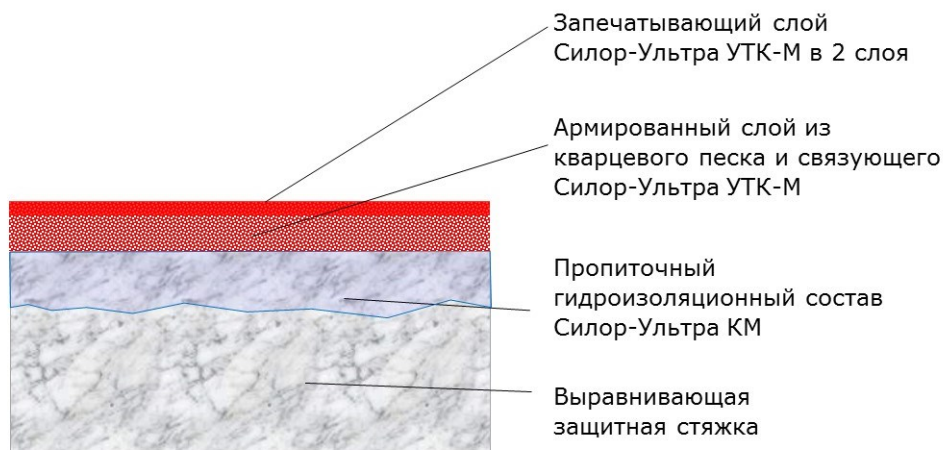 Запечатывающий слой
Силор-Ультра УТК-М в 2 слоя
Армированный слой из
кварцевого песка и связующего
Силор-Ультра УТК-М
Пропиточный
гидроизоляционный состав
Силор-Ультра КМ
Выравнивающая
защитная стяжка